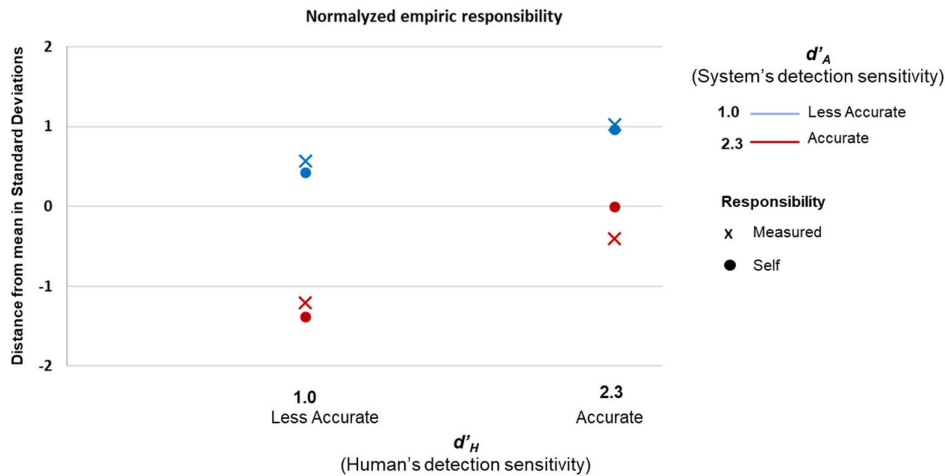 Normalyzed empiric responsibility
Distance from mean in Standard Deviations
2
1
0
-1
-2
1.0
Less Accurate
2.3
Accurate
d'H
(Human's detection sensitivity)
d'A
(System's detection sensitivity)
1.0 Less Accurate
2.3 Accurate
Responsibility
x Measured
Self